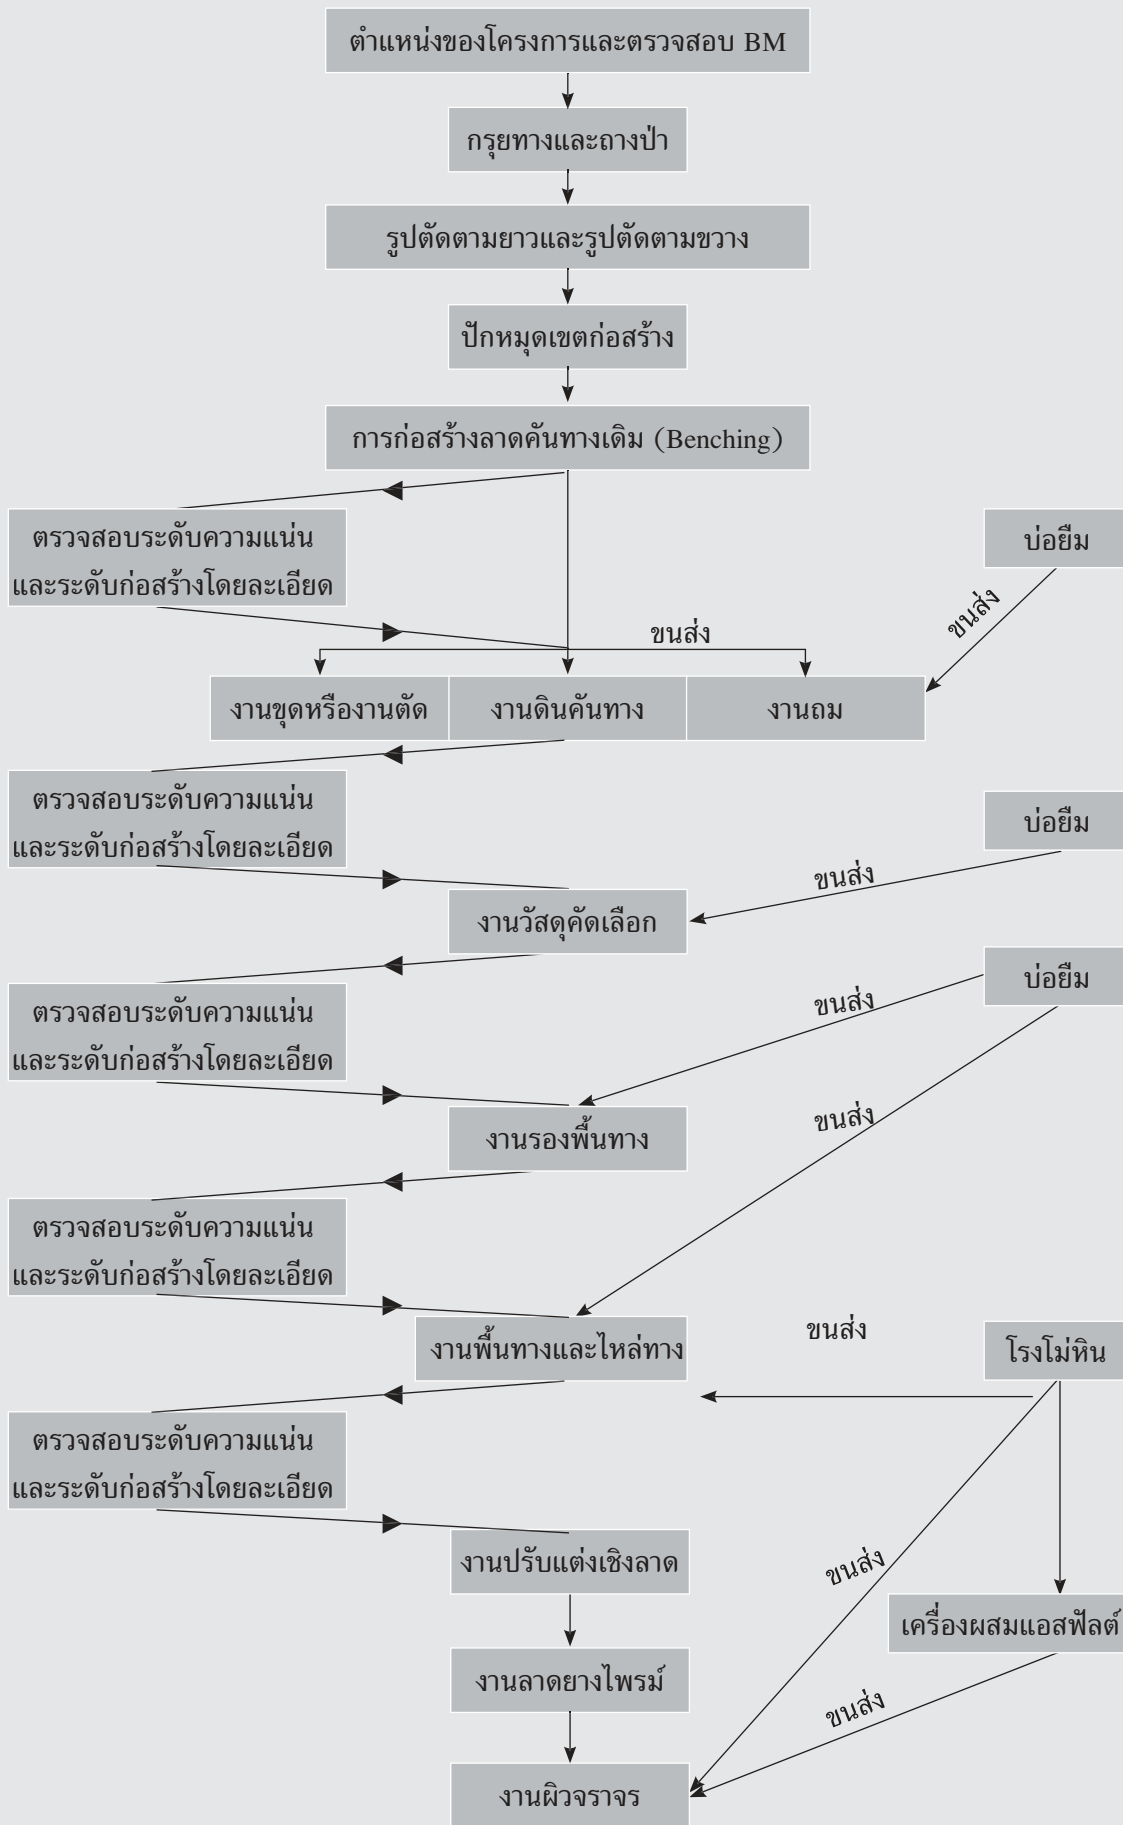 ตำแหน่งของโครงการและตรวจสอบ BM
กรุยทางและถางป่า
รูปตัดตามยาวและรูปตัดตามขวาง
ปักหมุดเขตก่อสร้าง
การก่อสร้างลาดคันทางเดิม (Benching)
ตรวจสอบระดับความแน่น
และระดับก่อสร้างโดยละเอียด
บ่อยืม
ขนส่ง
ขนส่ง
งานขุดหรืองานตัด
งานดินคันทาง
งานถม
ตรวจสอบระดับความแน่น
และระดับก่อสร้างโดยละเอียด
บ่อยืม
ขนส่ง
งานวัสดุคัดเลือก
บ่อยืม
ขนส่ง
ตรวจสอบระดับความแน่น
และระดับก่อสร้างโดยละเอียด
ขนส่ง
งานรองพื้นทาง
ตรวจสอบระดับความแน่น
และระดับก่อสร้างโดยละเอียด
ขนส่ง
โรงโม่หิน
งานพื้นทางและไหล่ทาง
ตรวจสอบระดับความแน่น
และระดับก่อสร้างโดยละเอียด
งานปรับแต่งเชิงลาด
ขนส่ง
เครื่องผสมแอสฟัลต์
งานลาดยางไพรม์
ขนส่ง
งานผิวจราจร